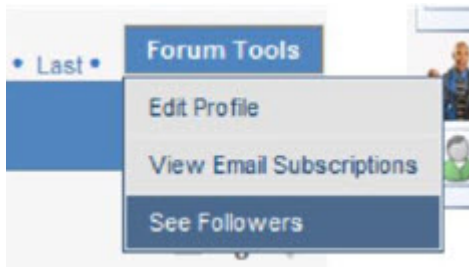 • Last •
Forum Tools
Edit Profile
View Email Subscriptions
See Followers